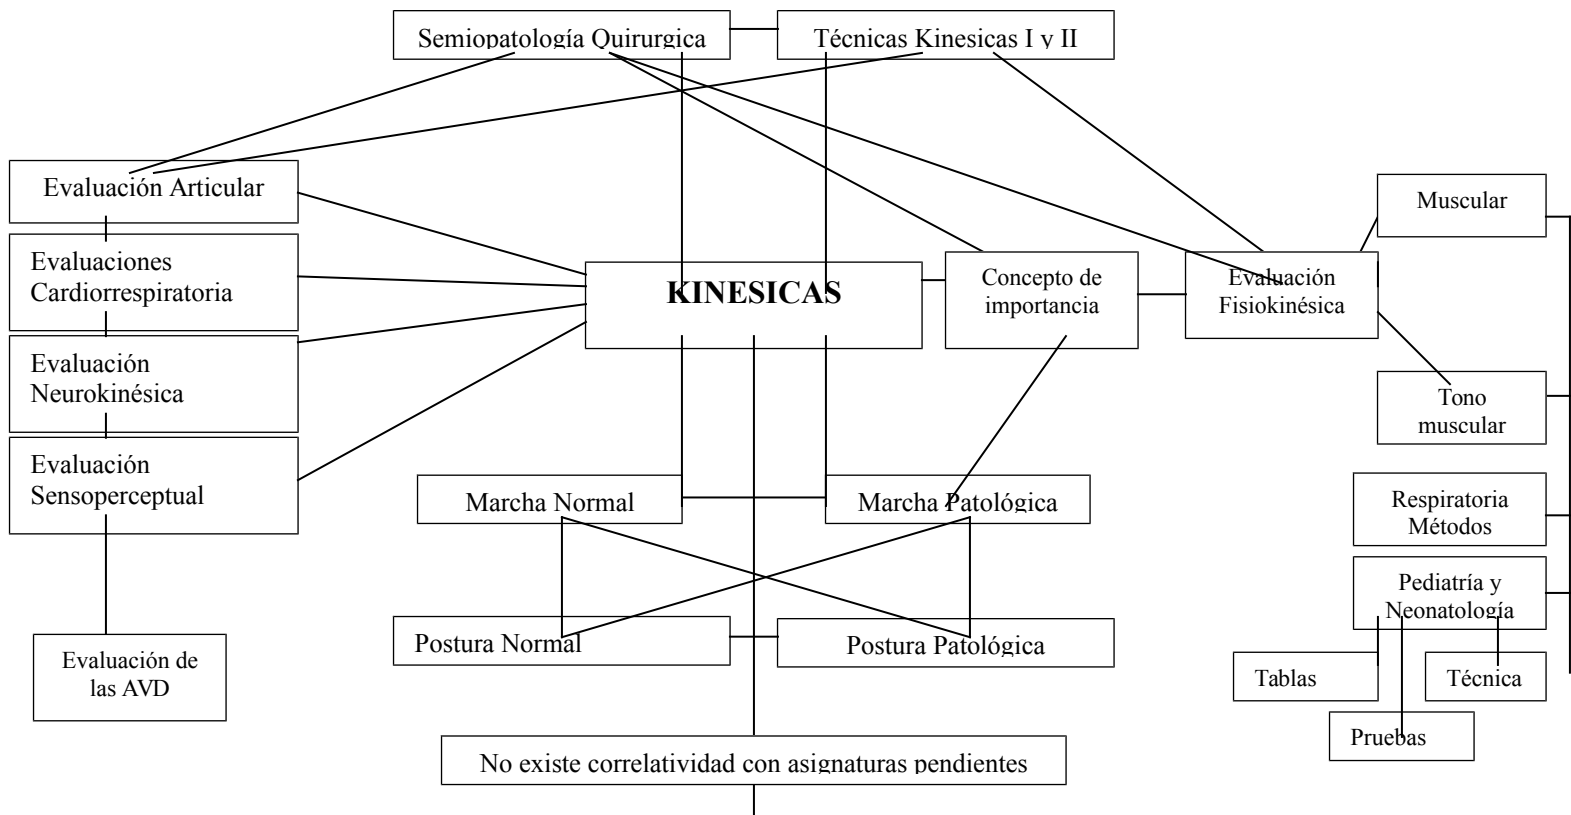 Semiopatología Quirurgica
Técnicas Kinesicas I y II
Evaluación Articular
Evaluaciones
Cardiorrespiratoria
Evaluación
Neurokinésica
Evaluación
Sensoperceptual
Evaluación de
las AVD
KINESICAS
Concepto de
importancia
Evaluación
Fisiokinésica
Muscular
Tono
muscular
Respiratoria
Métodos
Pediatría y
Neonatología
Tablas
Técnica
Pruebas
Marcha Normal
Marcha Patológica
Postura Normal
Postura Patológica
No existe correlatividad con asignaturas pendientes